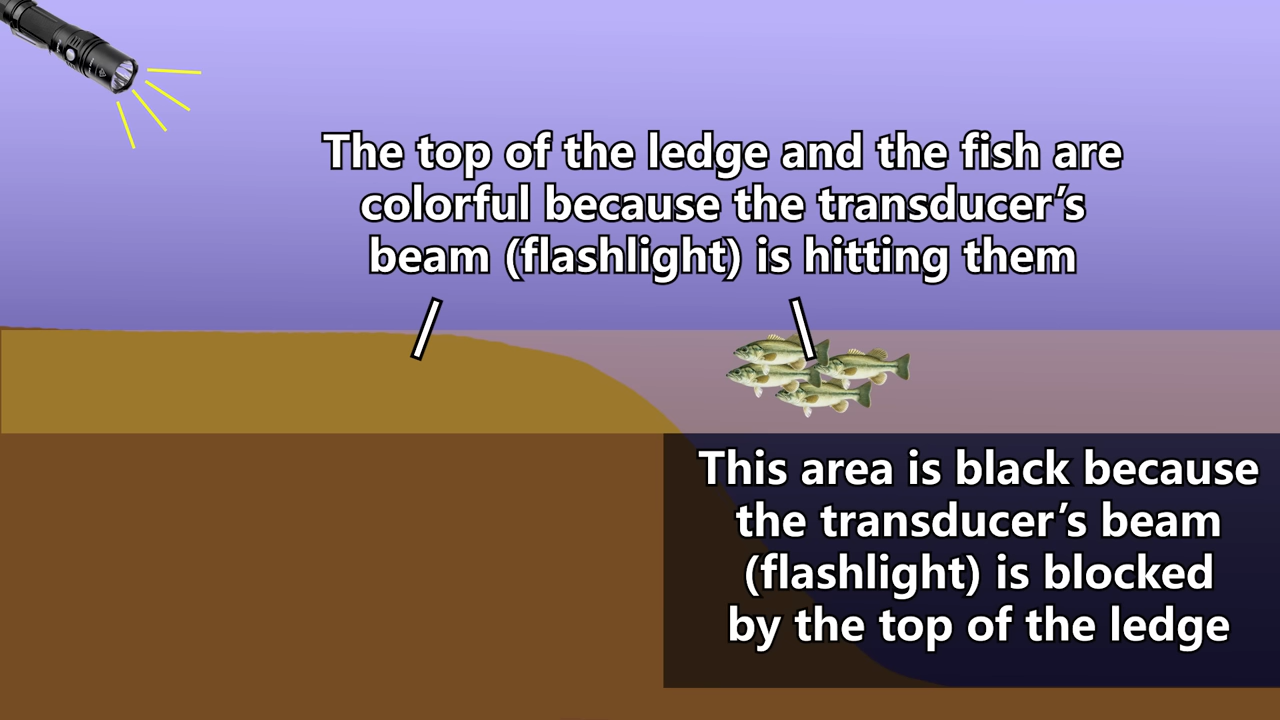 The top of the ledge and the fish are
colorful because the transducer’s
beam (flashlight) is hitting them
This area is black because
the transducer’s beam
(flashlight) is blocked
by the top of the ledge